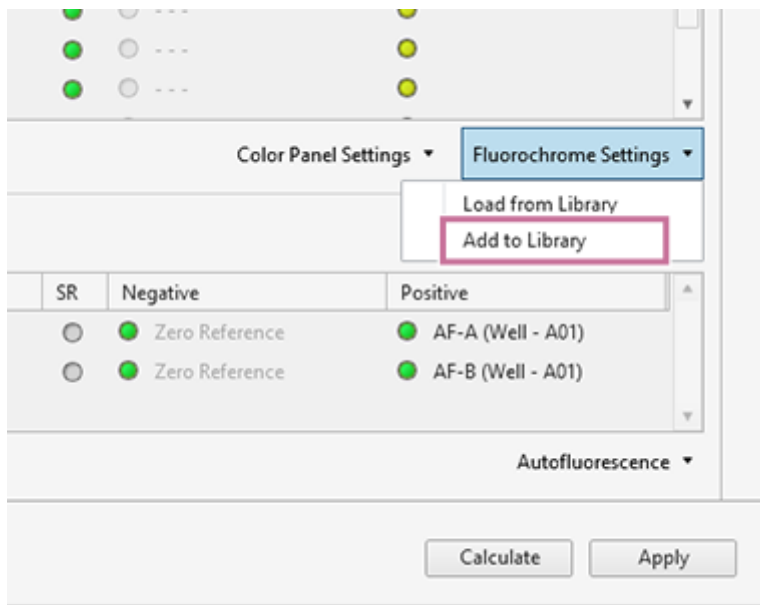 ---
---
---
Color Panel Settings Fluorochrome Settings
Load from Library
Add to Library
SR Negative Positive
Zero Reference AF-A (Well - A01)
Zero Reference AF-B (Well - A01)
Autofluorescence
Calculate Apply